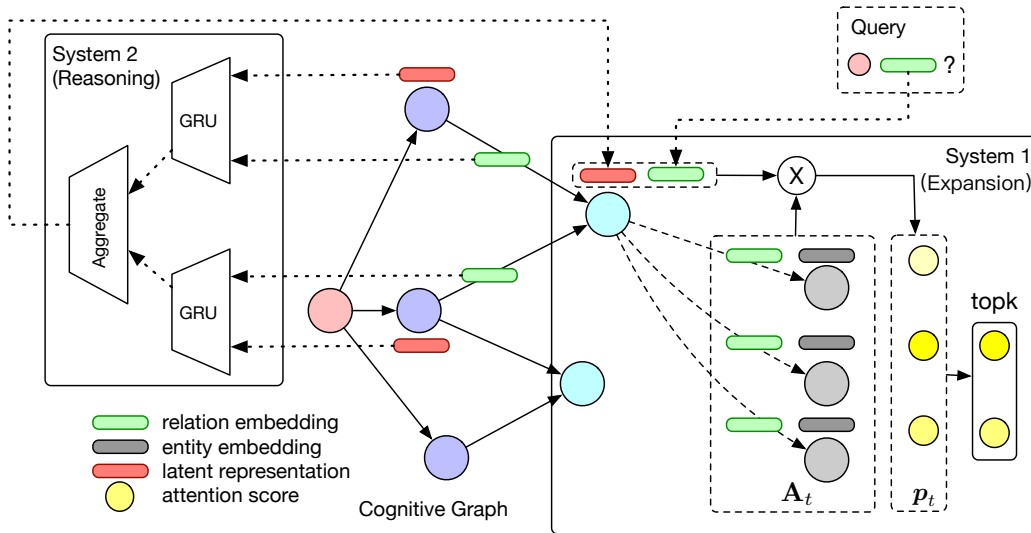 System 2
(Reasoning)
GRU
Aggregate
GRU
Query
?
System 1
(Expansion)
X
topk
A_t
p_t
relation embedding
entity embedding
latent representation
attention score
Cognitive Graph